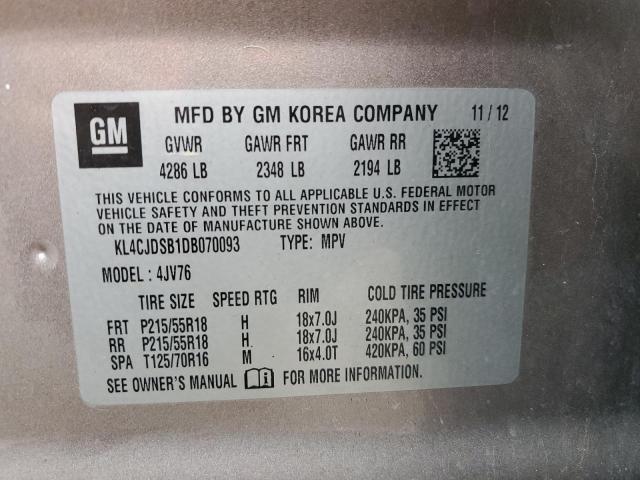 GM
MFD BY GM KOREA COMPANY 11/12
GVWR GAWR FRT GAWR RR
4286 LB 2348 LB 2194 LB
THIS VEHICLE CONFORMS TO ALL APPLICABLE U.S. FEDERAL MOTOR
VEHICLE SAFETY AND THEFT PREVENTION STANDARDS IN EFFECT
ON THE DATE OF MANUFACTURE SHOWN ABOVE.
KL4CJDSB1DB070093 TYPE: MPV
MODEL : 4JV76
TIRE SIZE SPEED RTG RIM COLD TIRE PRESSURE
FRT P215/55R18 H 18x7.0J 240KPA, 35 PSI
RR P215/55R18 H 18x7.0J 240KPA, 35 PSI
SPA T125/70R16 M 16x4.0T 420KPA, 60 PSI
SEE OWNER'S MANUAL FOR MORE INFORMATION.